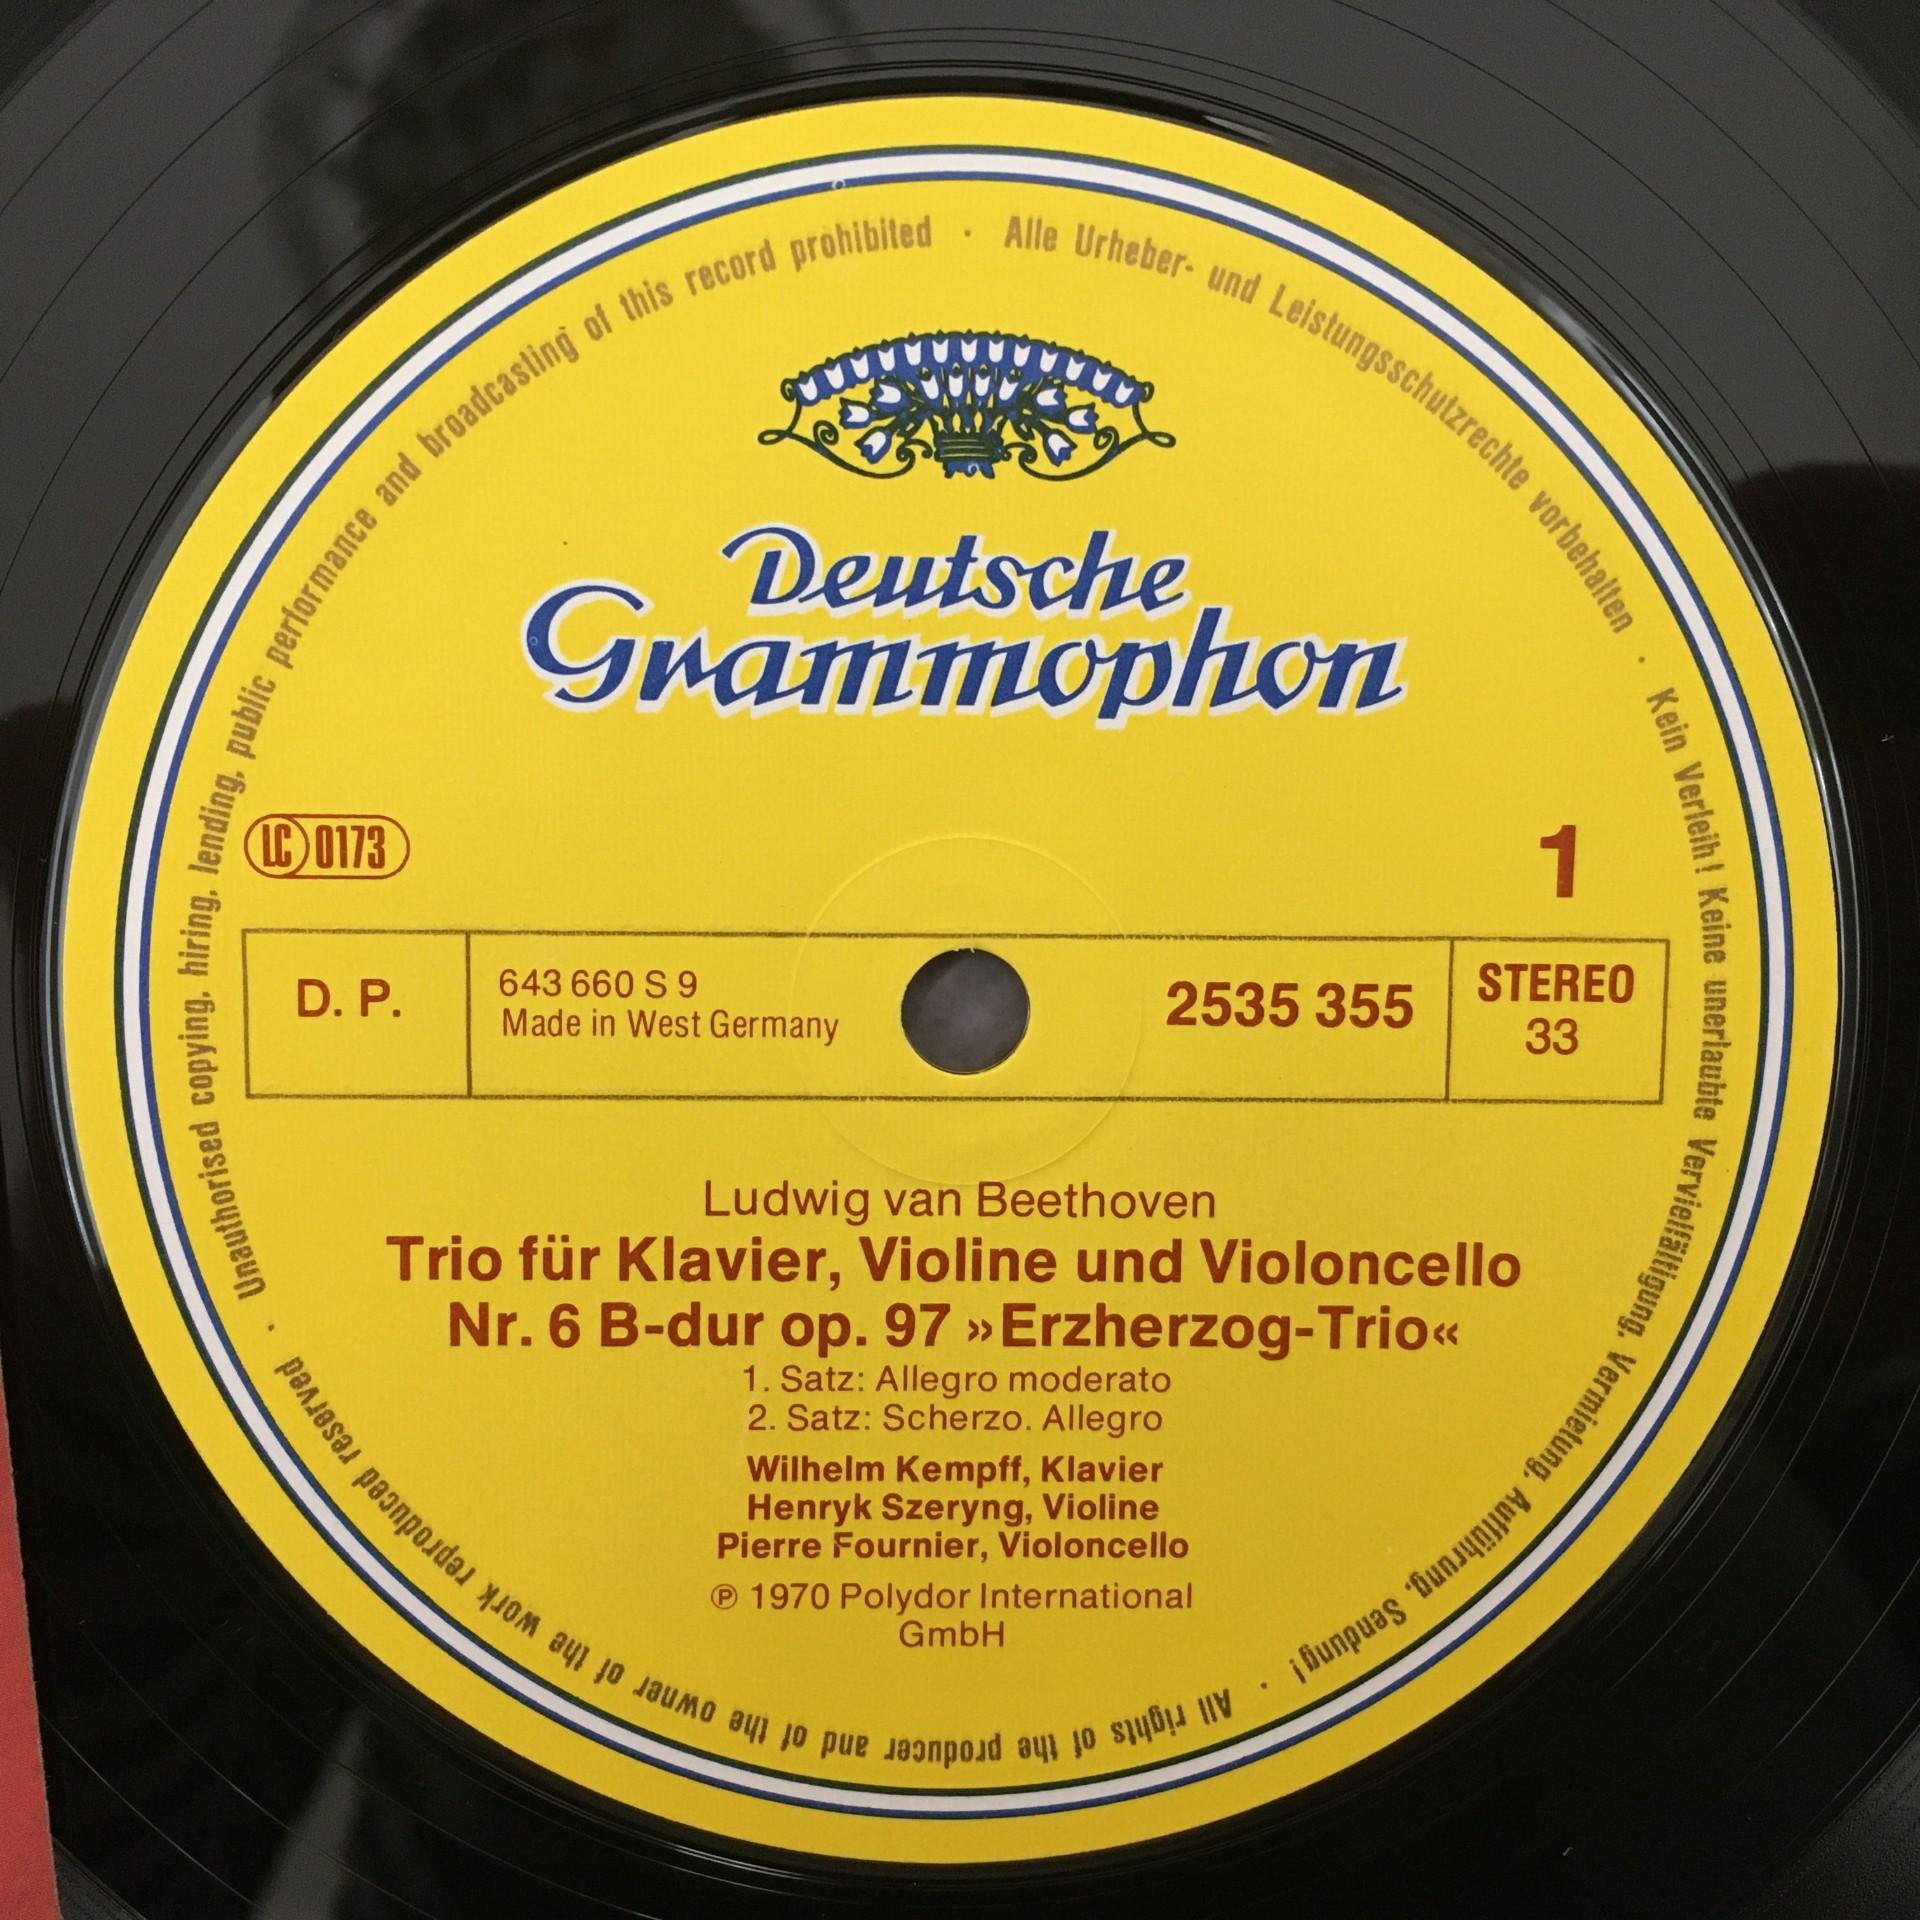 Deutsche
Grammophon
LC 0173
1
D. P.
643 660 S 9
Made in West Germany
2535 355
STEREO
33
Ludwig van Beethoven
Trio für Klavier, Violine und Violoncello
Nr. 6 B-dur op. 97 »Erzherzog-Trio«
1. Satz: Allegro moderato
2. Satz: Scherzo. Allegro
Wilhelm Kempff, Klavier
Henryk Szeryng, Violine
Pierre Fournier, Violoncello
℗ 1970 Polydor International
GmbH
Alle Urheber- und Leistungsschutzrechte vorbehalten · Kein Verleih! Keine unerlaubte Vervielfältigung, Vermietung, Aufführung, Sendung! · All rights of the producer and of the owner of the work reproduced reserved · Unauthorised copying, hiring, lending, public performance and broadcasting of this record prohibited ·